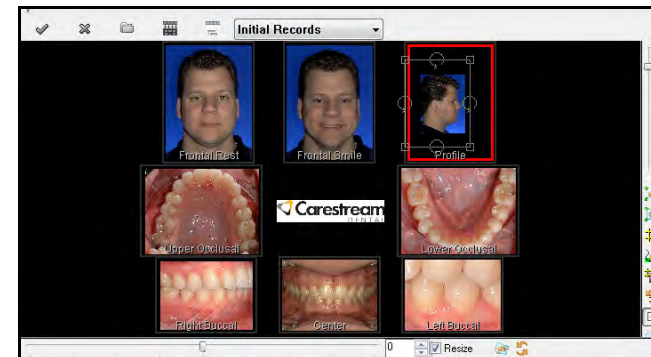 Initial Records
Frontal Rest
Frontal Smile
Profile
Upper Occlusal
Carestream
DENTAL
Lower Occlusal
Right Buccal
Center
Left Buccal
0
Resize